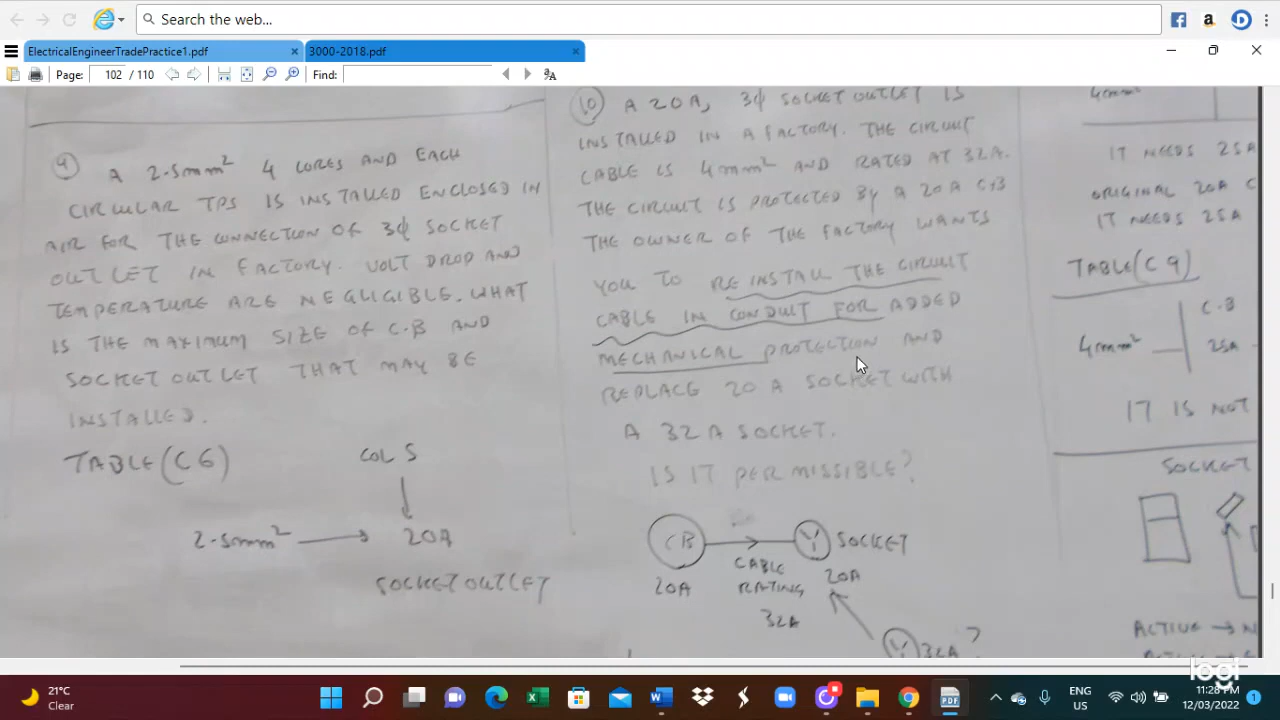 Search the web...
ElectricalEngineerTradePractice1.pdf
3000-2018.pdf
Page: 102 / 110
Find:
9 A 2.5mm² 4 CORES AND EACH
CIRCULAR TPS IS INSTALLED ENCLOSED IN
AIR FOR THE CONNECTION OF 3ϕ SOCKET
OUTLET IN FACTORY. VOLT DROP AND
TEMPERATURE ARE NEGLIGIBLE. WHAT
IS THE MAXIMUM SIZE OF C.B AND
SOCKET OUTLET THAT MAY BE
INSTALLED.
TABLE (C6) COL 5
2.5mm² → 20A
SOCKET OUTLET
10 A 20A, 3ϕ SOCKET OUTLET IS
INSTALLED IN A FACTORY. THE CIRCUIT
CABLE IS 4mm² AND RATED AT 32A.
THE CIRCUIT IS PROTECTED BY A 20A C.B
THE OWNER OF THE FACTORY WANTS
YOU TO REINSTALL THE CIRCUIT
CABLE IN CONDUIT FOR ADDED
MECHANICAL PROTECTION AND
REPLACE 20 A SOCKET WITH
A 32A SOCKET.
IS IT PERMISSIBLE?
CB SOCKET
20A CABLE RATING 32A 20A
32A ?
4mm²
IT NEEDS 25A
ORIGINAL 20A C
IT NEEDS 25A
TABLE (C9)
C.B
4mm² 25A
IT IS NOT
SOCKET
ACTIVE → N
logi
21°C
Clear
ENG
US
11:28 PM
12/03/2022